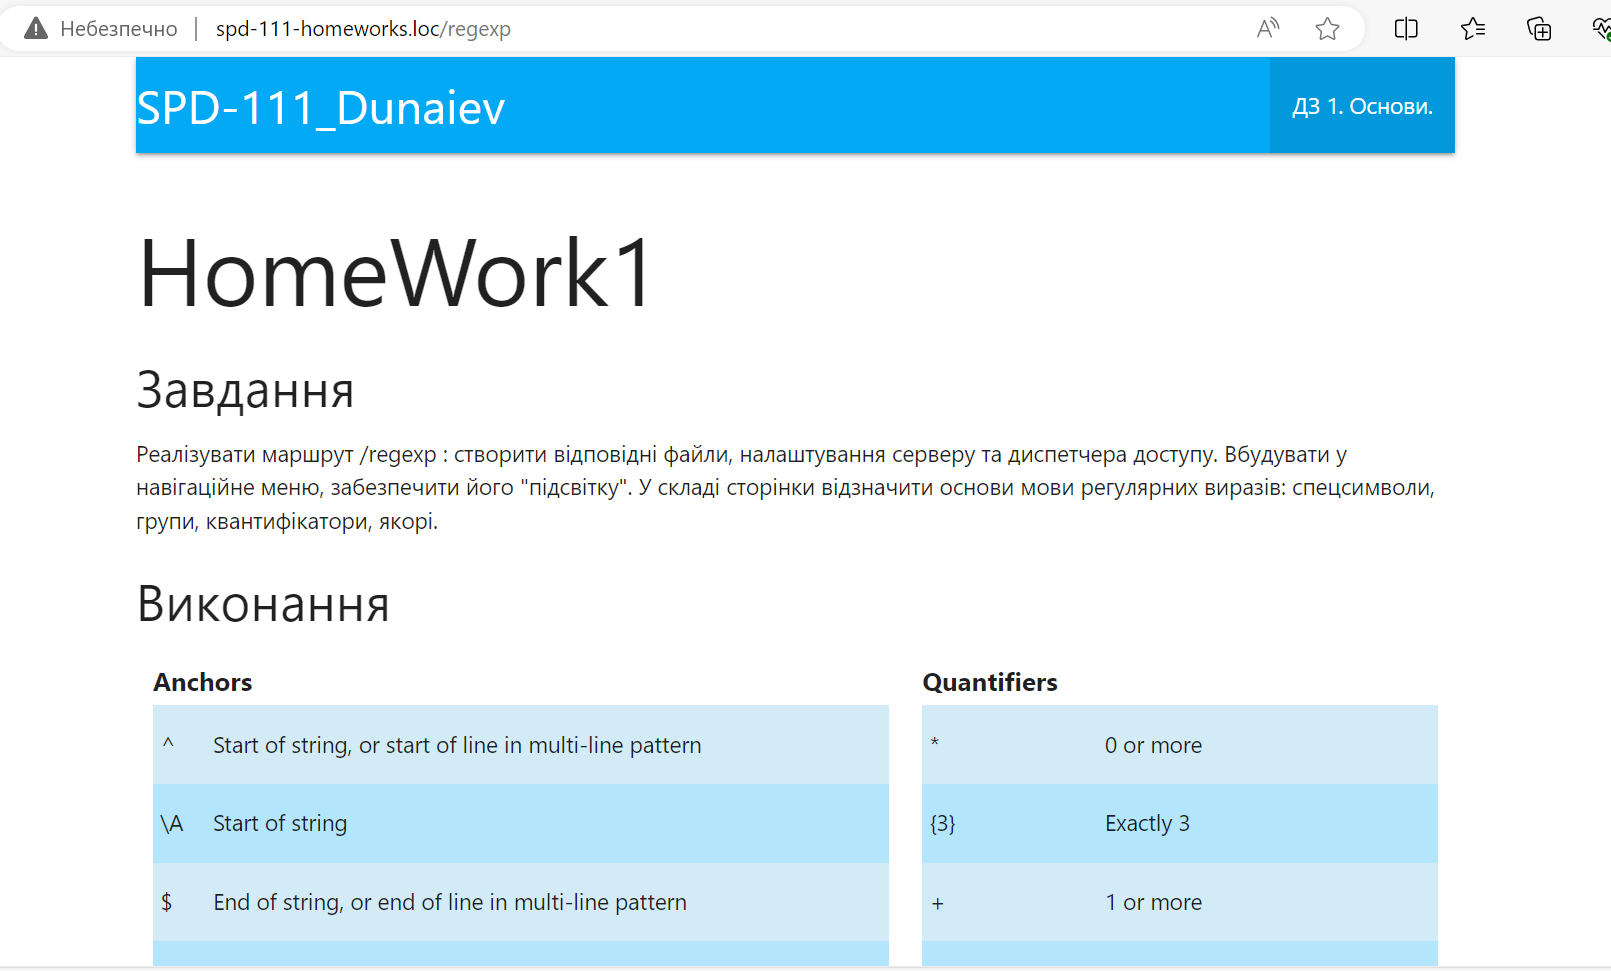 Небезпечно
spd-111-homeworks.loc/regexp
SPD-111_Dunaiev
ДЗ 1. Основи.
HomeWork1
Завдання
Реалізувати маршрут /regexp : створити відповідні файли, налаштування серверу та диспетчера доступу. Вбудувати у
навігаційне меню, забезпечити його "підсвітку". У складі сторінки відзначити основи мови регулярних виразів: спецсимволи,
групи, квантифікатори, якорі.
Виконання
Anchors
^ Start of string, or start of line in multi-line pattern
\A Start of string
$ End of string, or end of line in multi-line pattern
Quantifiers
* 0 or more
{3} Exactly 3
+ 1 or more